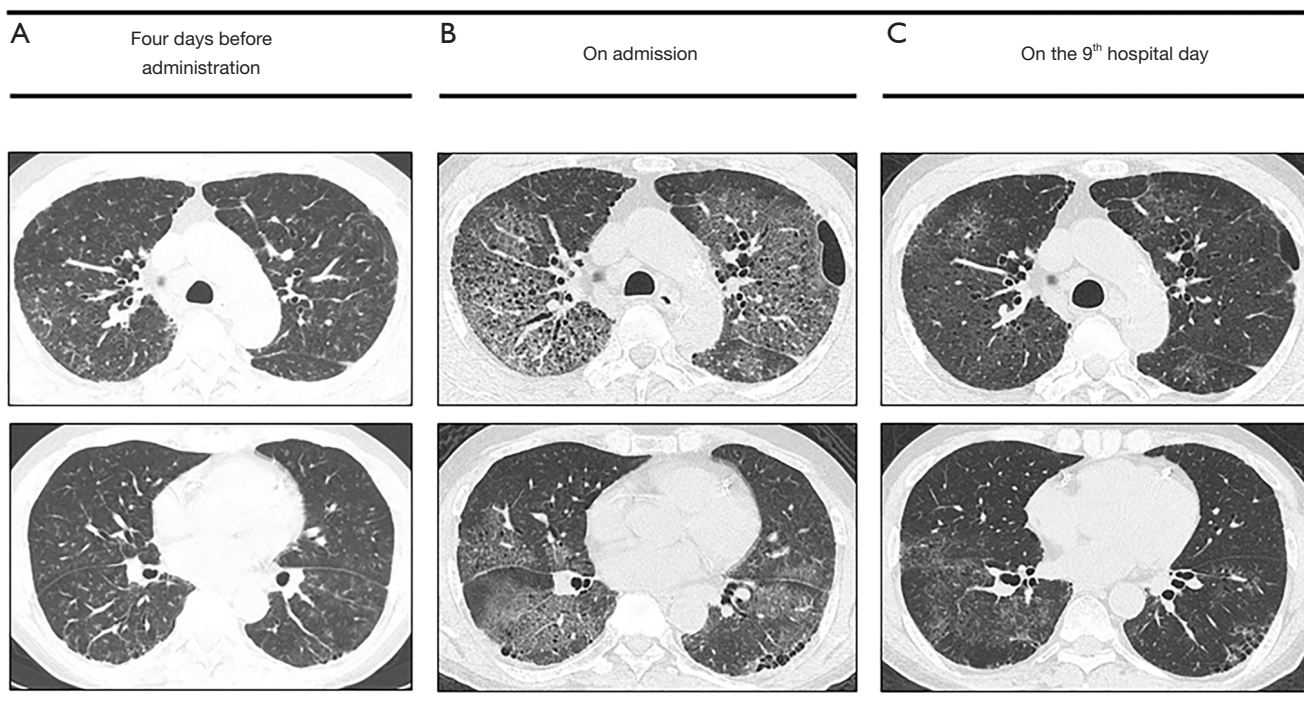 A
Four days before
administration
B
On admission
C
On the 9th hospital day